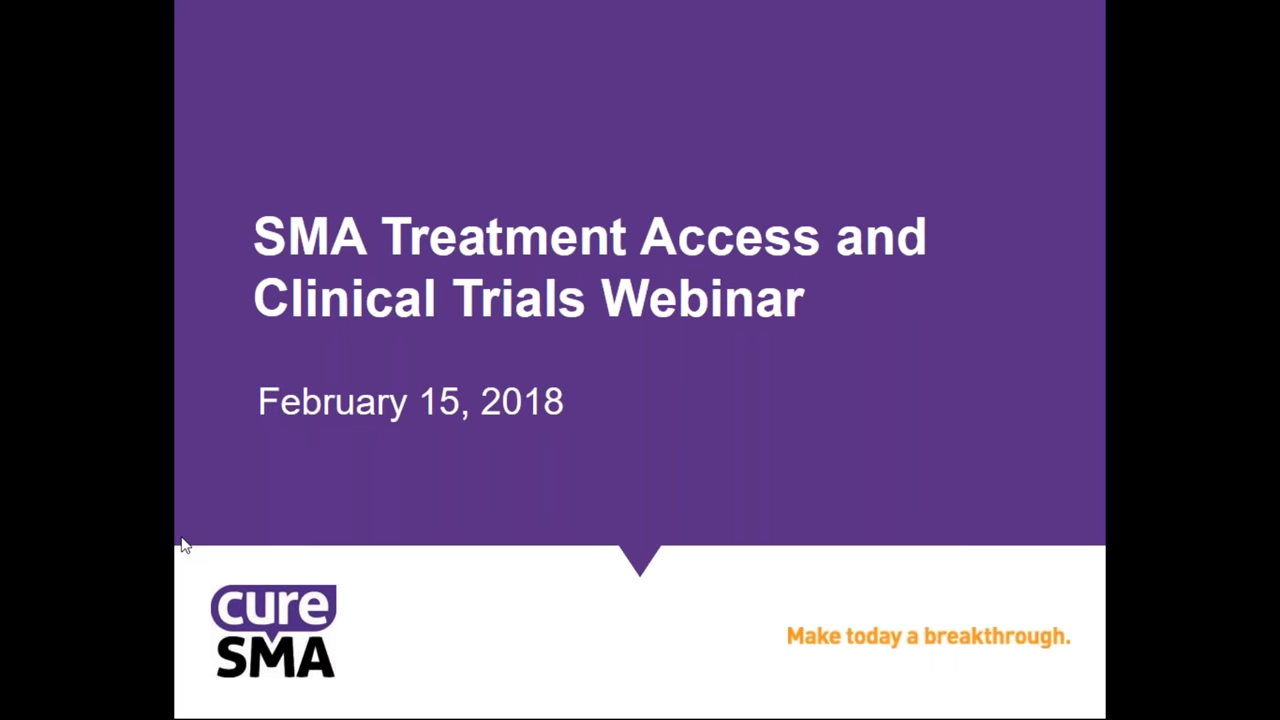 SMA Treatment Access and
Clinical Trials Webinar
February 15, 2018
cure
SMA
Make today a breakthrough.